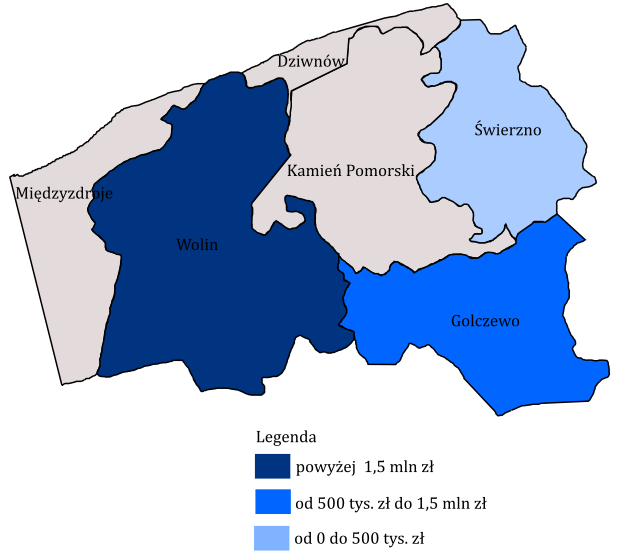 Dziwnów
Świerzno
Kamień Pomorski
Międzyzdroje
Wolin
Golczewo
Legenda
powyżej 1,5 mln zł
od 500 tys. zł do 1,5 mln zł
od 0 do 500 tys. zł